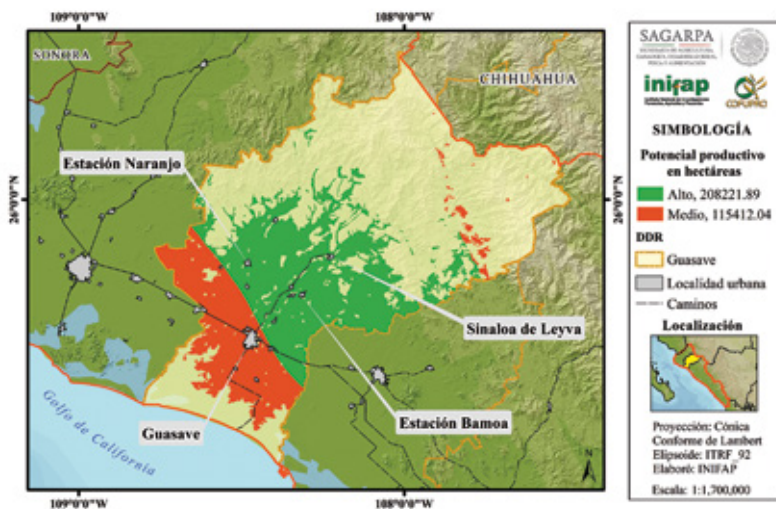 109°0'0"W
108°0'0"W
SONORA
CHIHUAHUA
Estación Naranjo
26°0'0"N
26°0'0"N
Sinaloa de Leyva
Estación Bamoa
Guasave
Golfo de California
N
109°0'0"W
108°0'0"W
SAGARPA
inifap
COFUPRO
SIMBOLOGÍA
Potencial productivo
en hectáreas
Alto, 208221.89
Medio, 115412.04
DDR
Guasave
Localidad urbana
Caminos
Localización
Proyección: Cónica
Conforme de Lambert
Elipsoide: ITRF_92
Elaboró: INIFAP
Escala: 1:1,700,000